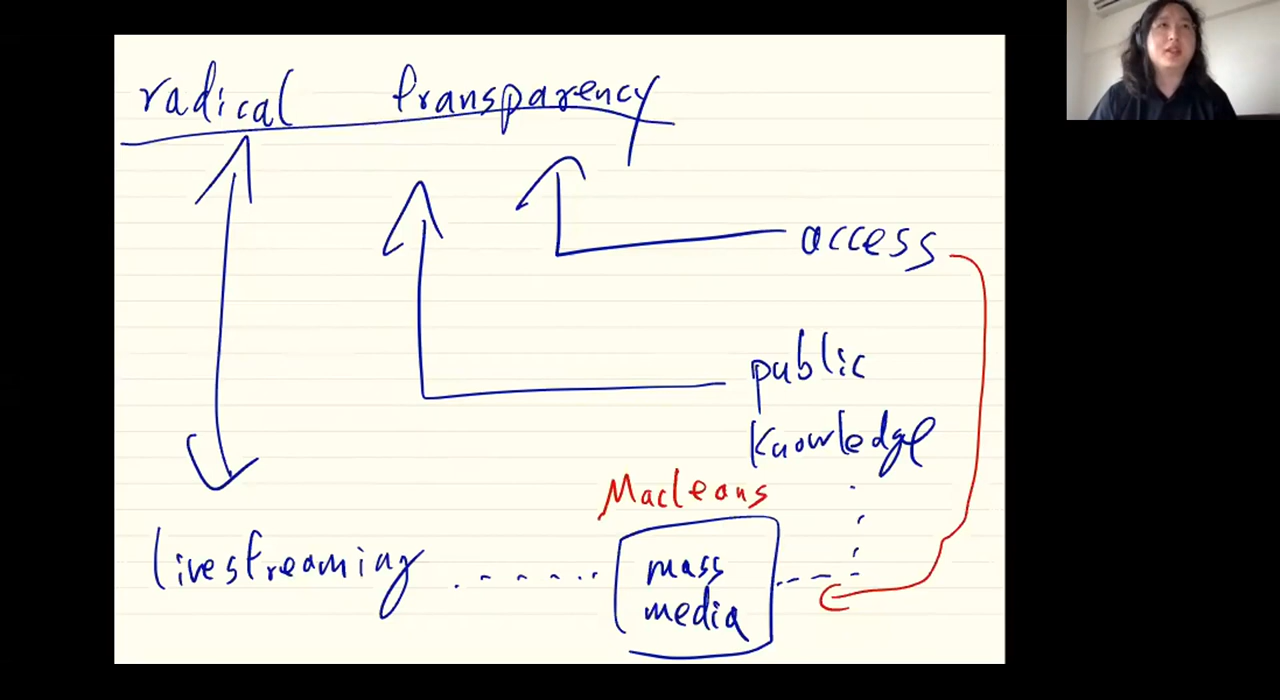 radical transparency
access
public
knowledge
Macleans
livestreaming
mass
media